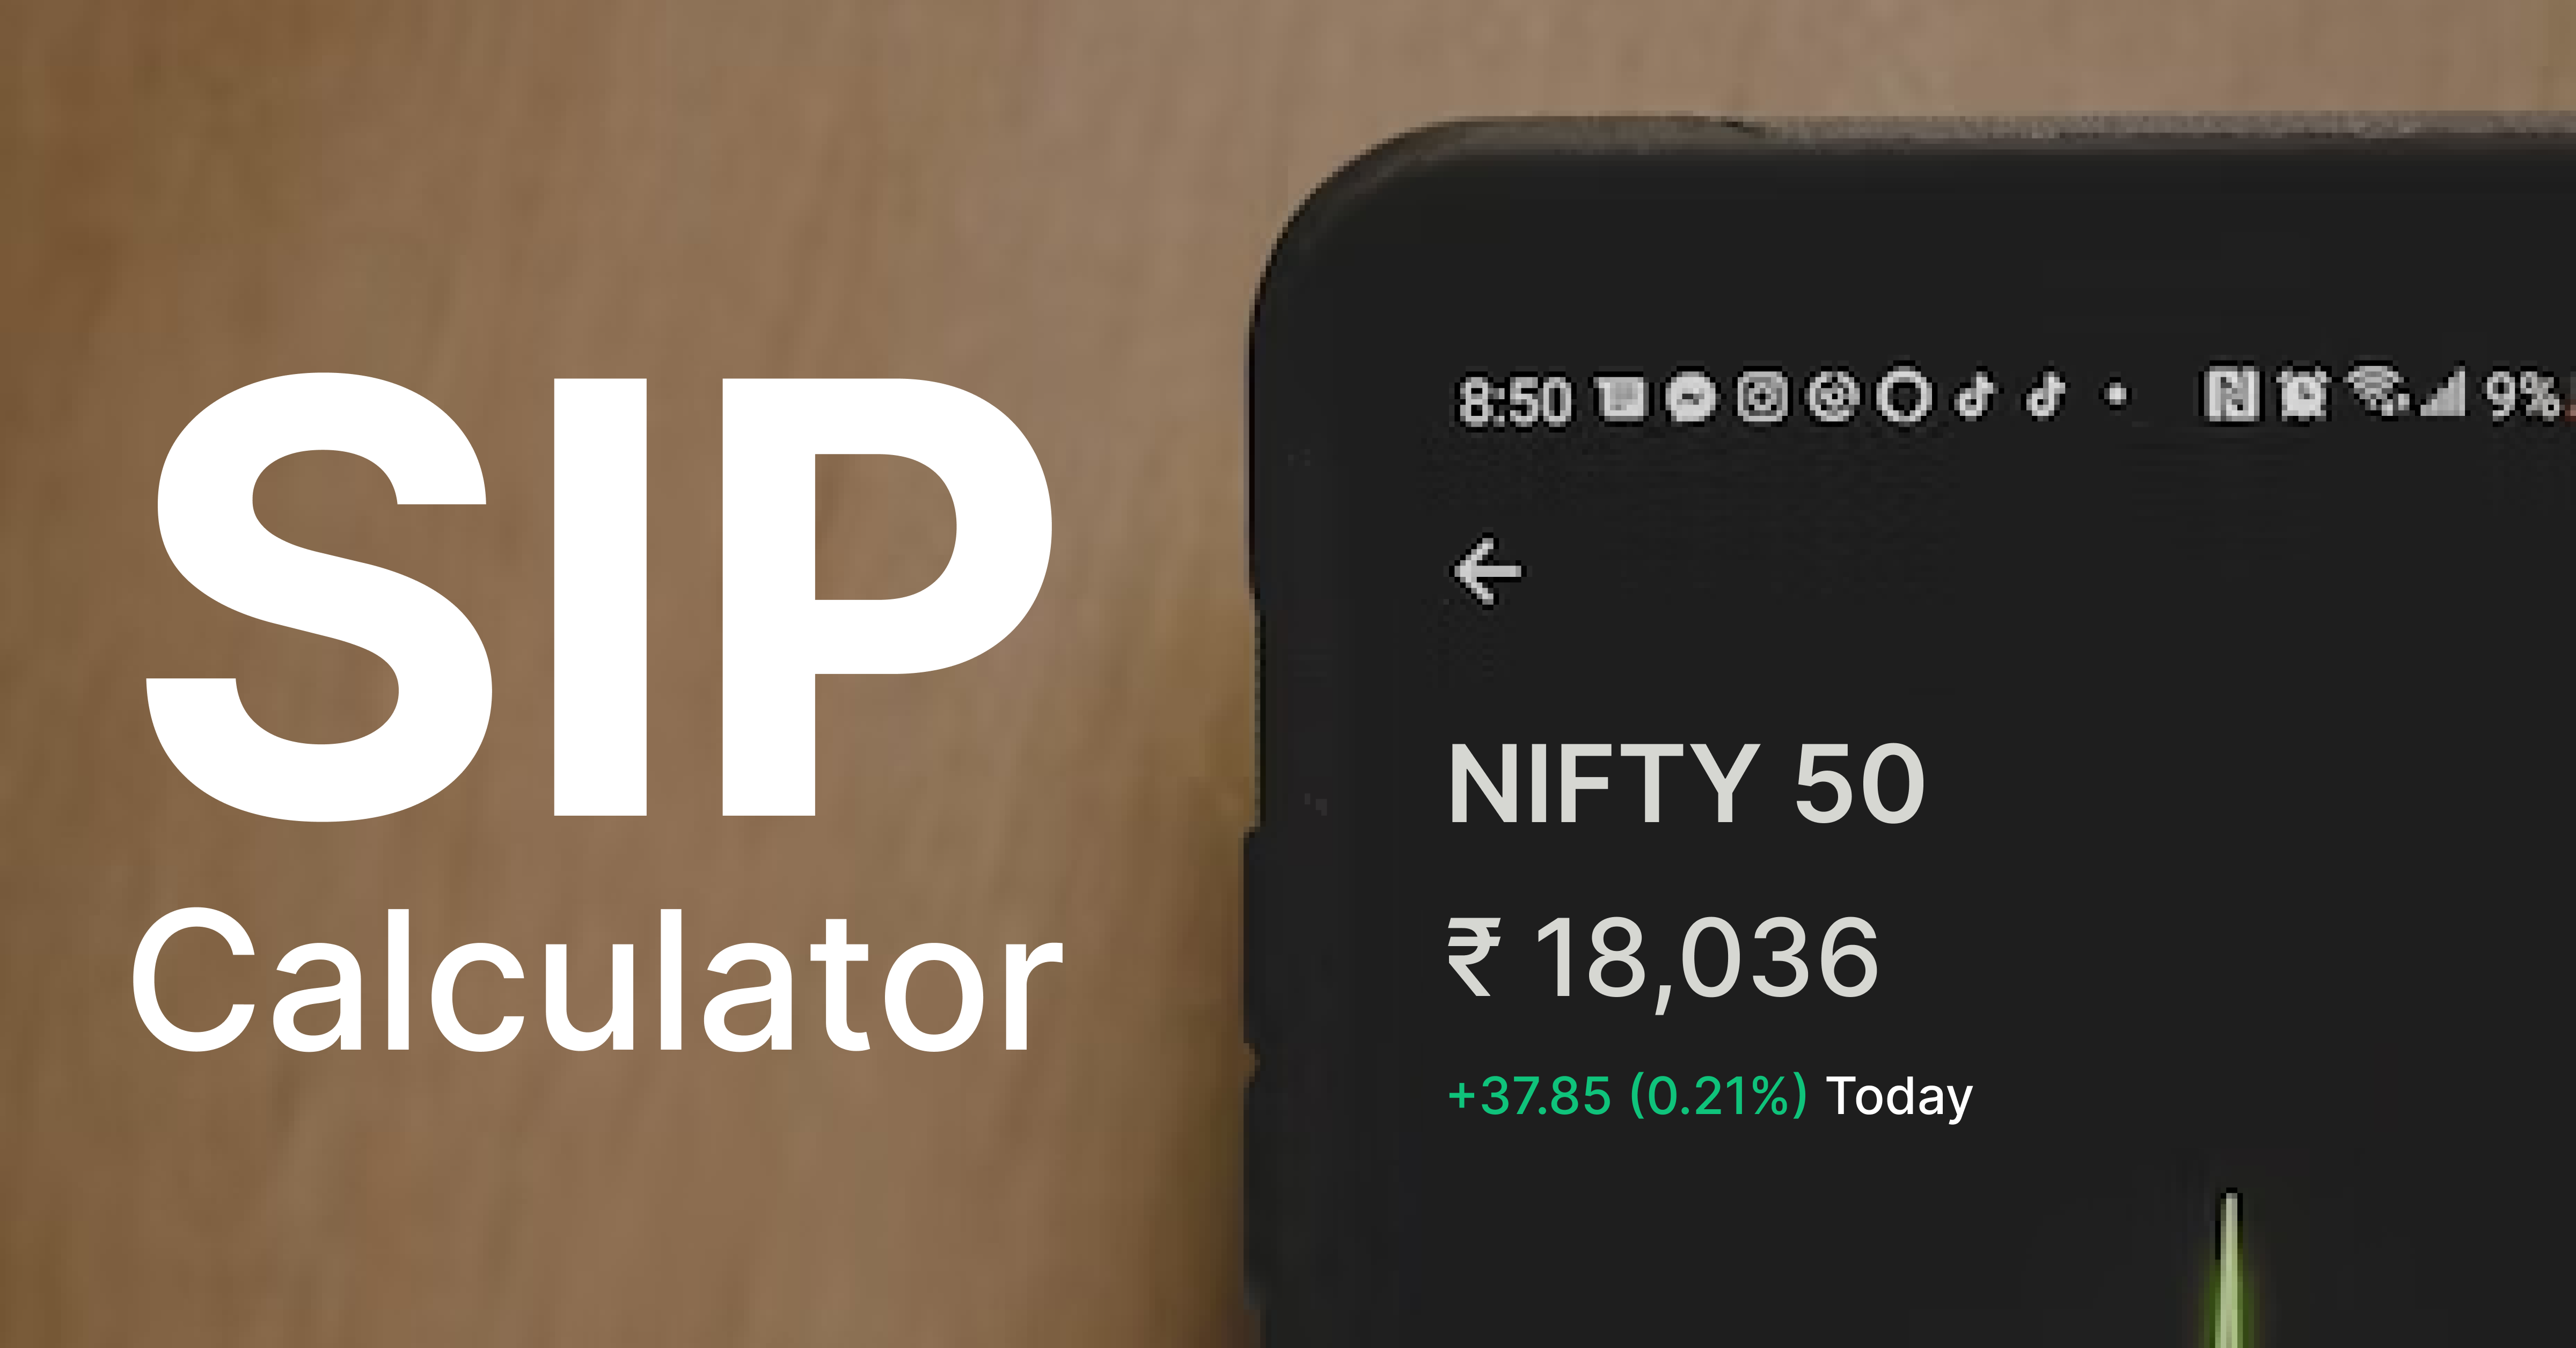 SIP
Calculator
8:50
9%
NIFTY 50
₹ 18,036
+37.85 (0.21%) Today